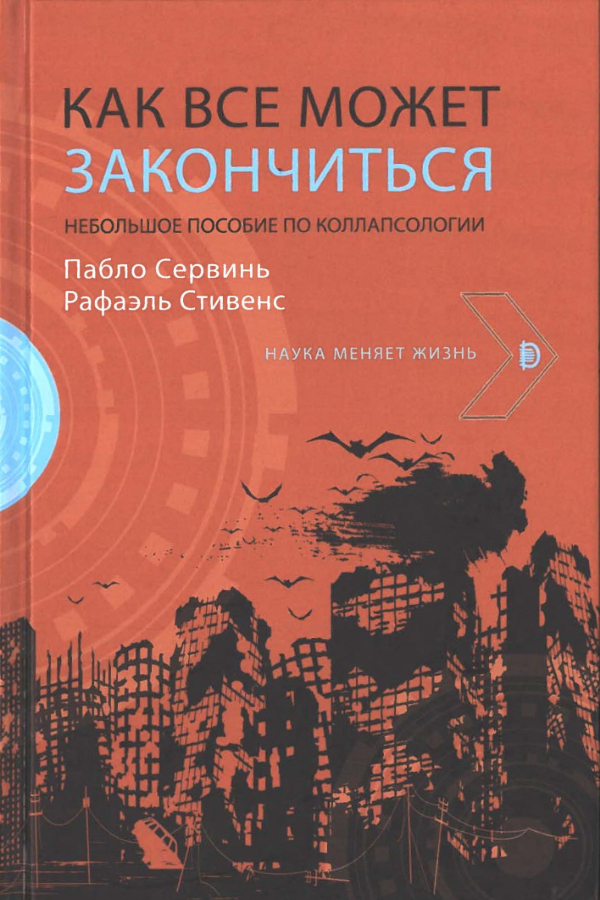 КАК ВСЕ МОЖЕТ
ЗАКОНЧИТЬСЯ
НЕБОЛЬШОЕ ПОСОБИЕ ПО КОЛЛАПСОЛОГИИ
Пабло Сервинь
Рафаэль Стивенс
НАУКА МЕНЯЕТ ЖИЗНЬ